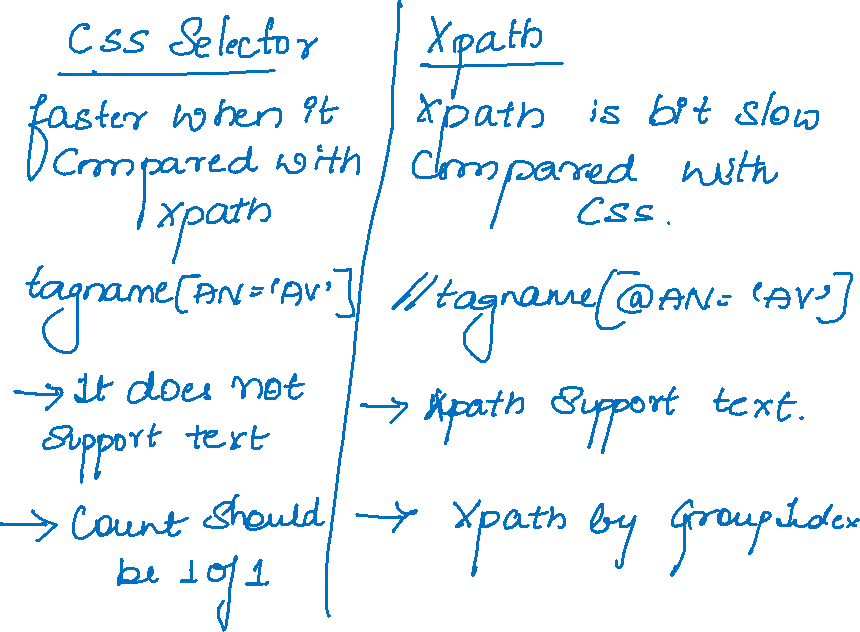 Css Selector
faster when it
Compared with
xpath
tagname[AN='AV']
→ It does not
support text
→ Count should
be 1 of 1
Xpath
Xpath is bit slow
Compared with
Css.
//tagname[@AN='AV']
→ Xpath Support text.
→ Xpath by GroupIndex